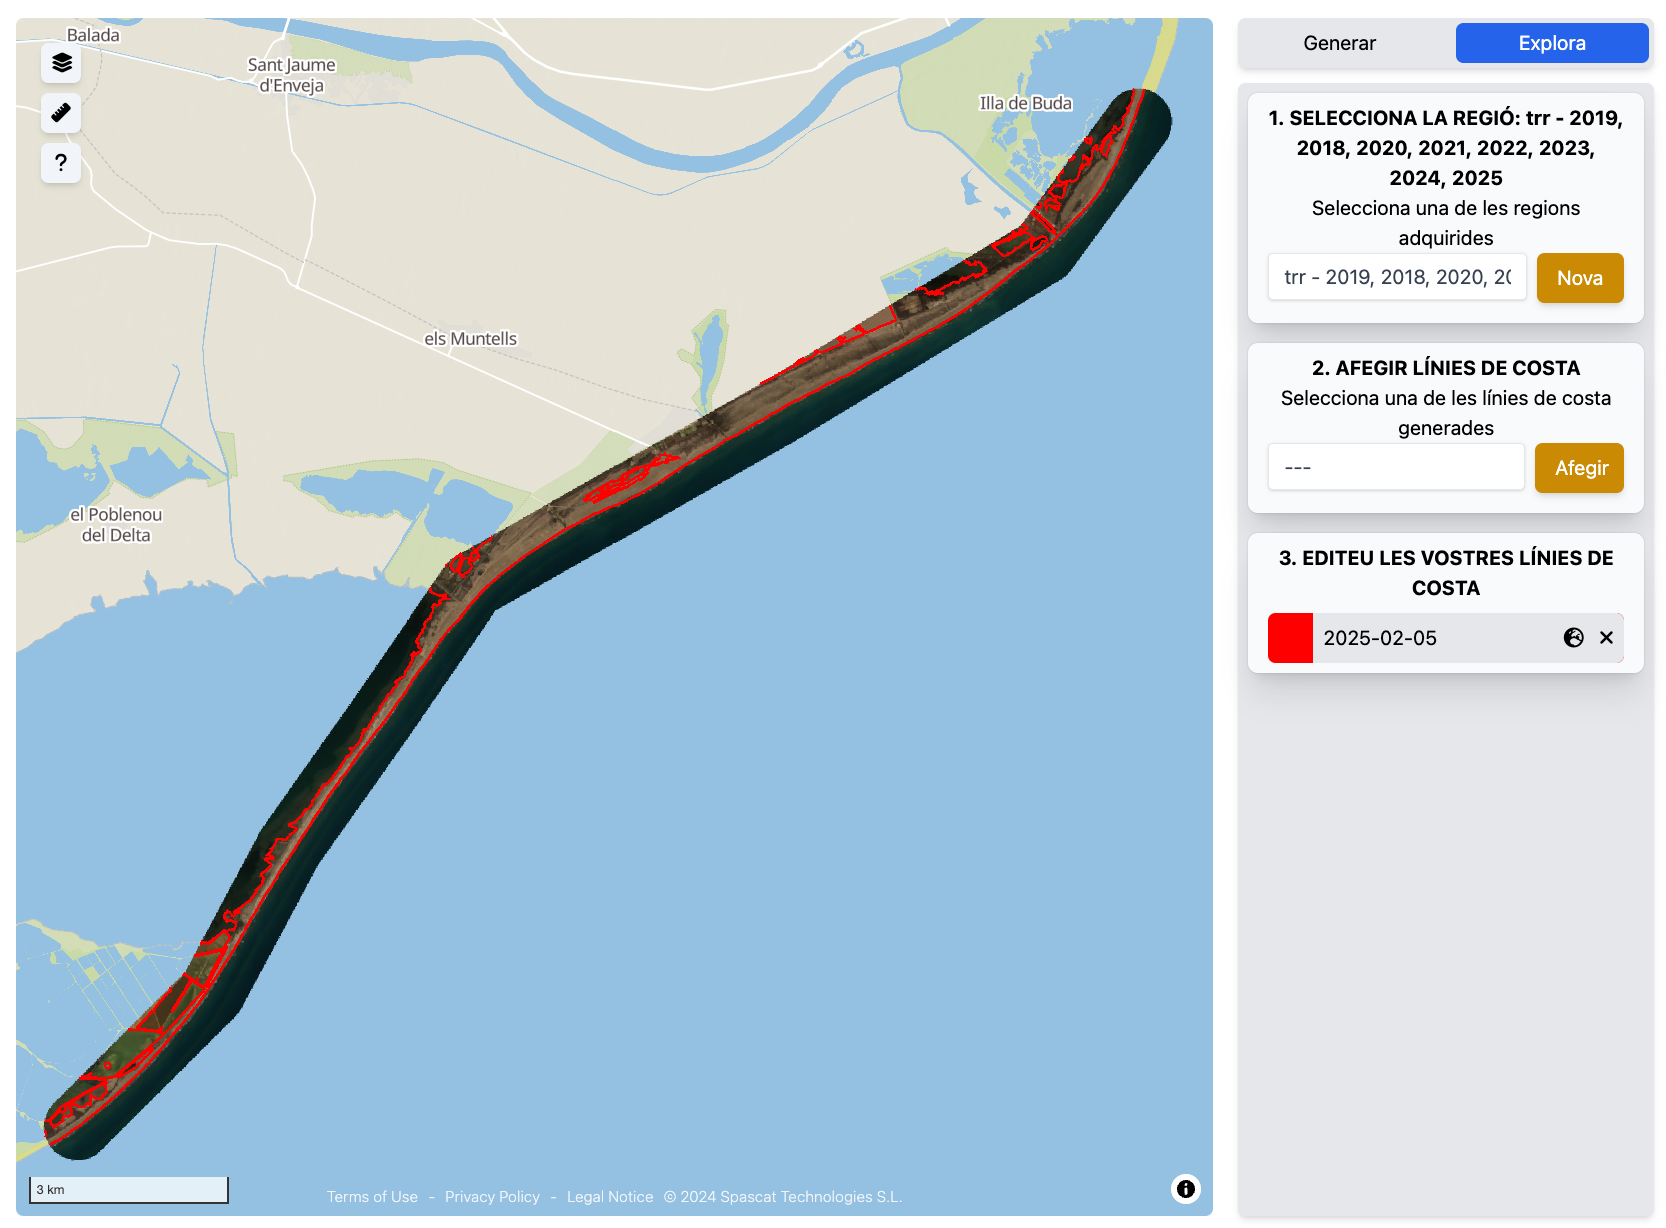 Balada
Sant Jaume
d'Enveja
Illa de Buda
?
els Muntells
el Poblenou
del Delta
3 km
Terms of Use - Privacy Policy - Legal Notice © 2024 Spascat Technologies S.L.
Generar
Explora
1. SELECCIONA LA REGIÓ: trr - 2019,
2018, 2020, 2021, 2022, 2023,
2024, 2025
Selecciona una de les regions
adquirides
trr - 2019, 2018, 2020, 20
Nova
2. AFEGIR LÍNIES DE COSTA
Selecciona una de les línies de costa
generades
---
Afegir
3. EDITEU LES VOSTRES LÍNIES DE
COSTA
2025-02-05